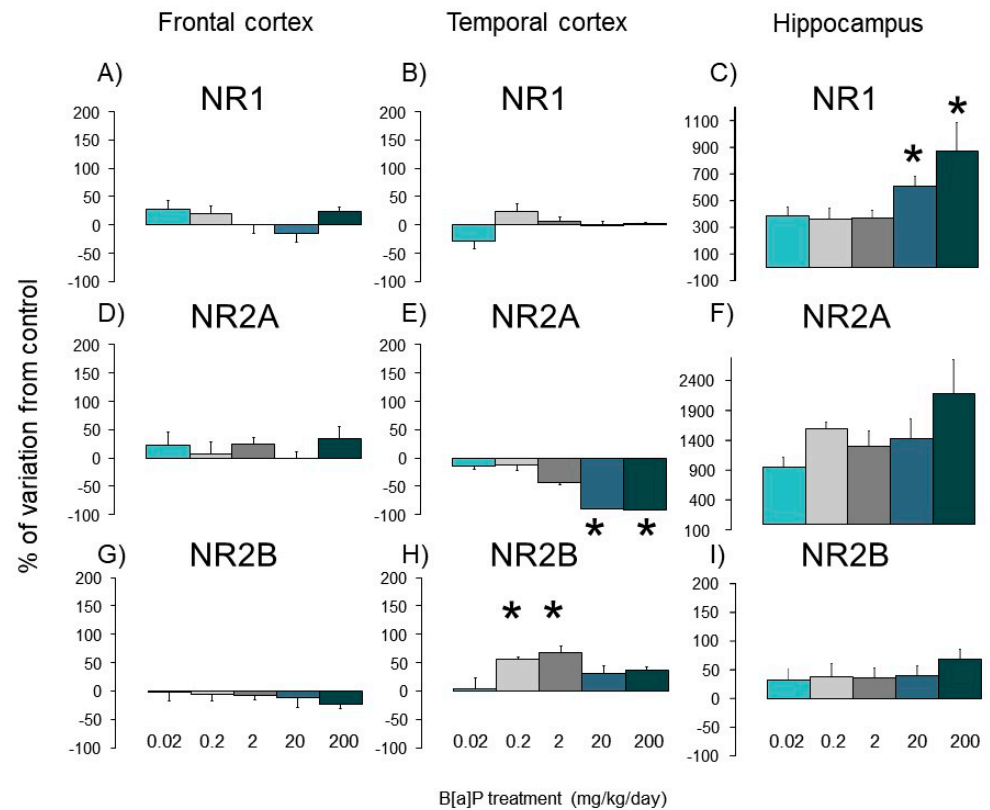 Frontal cortex Temporal cortex Hippocampus
A) B) C)
NR1 NR1 NR1
* *
200 200 1100
150 150 900
100 100 700
50 50 500
0 0 300
-50 -50 100
-100 -100 -100
% of variation from control
D) E) F)
NR2A NR2A NR2A
200 200 2400
150 150 1900
100 100 1400
50 50 900
0 0 400
-50 -50 100
-100 -100
* *
G) H) I)
NR2B NR2B NR2B
* *
200 200 200
150 150 150
100 100 100
50 50 50
0 0 0
-50 -50 -50
-100 -100 -100
0.02 0.2 2 20 200 0.02 0.2 2 20 200 0.02 0.2 2 20 200
B[a]P treatment (mg/kg/day)